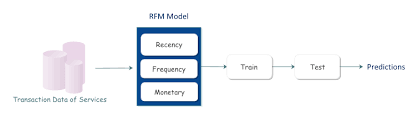 RFM Model
Recency
Frequency
Monetary
Train
Test
Predictions
Transaction Data of Services